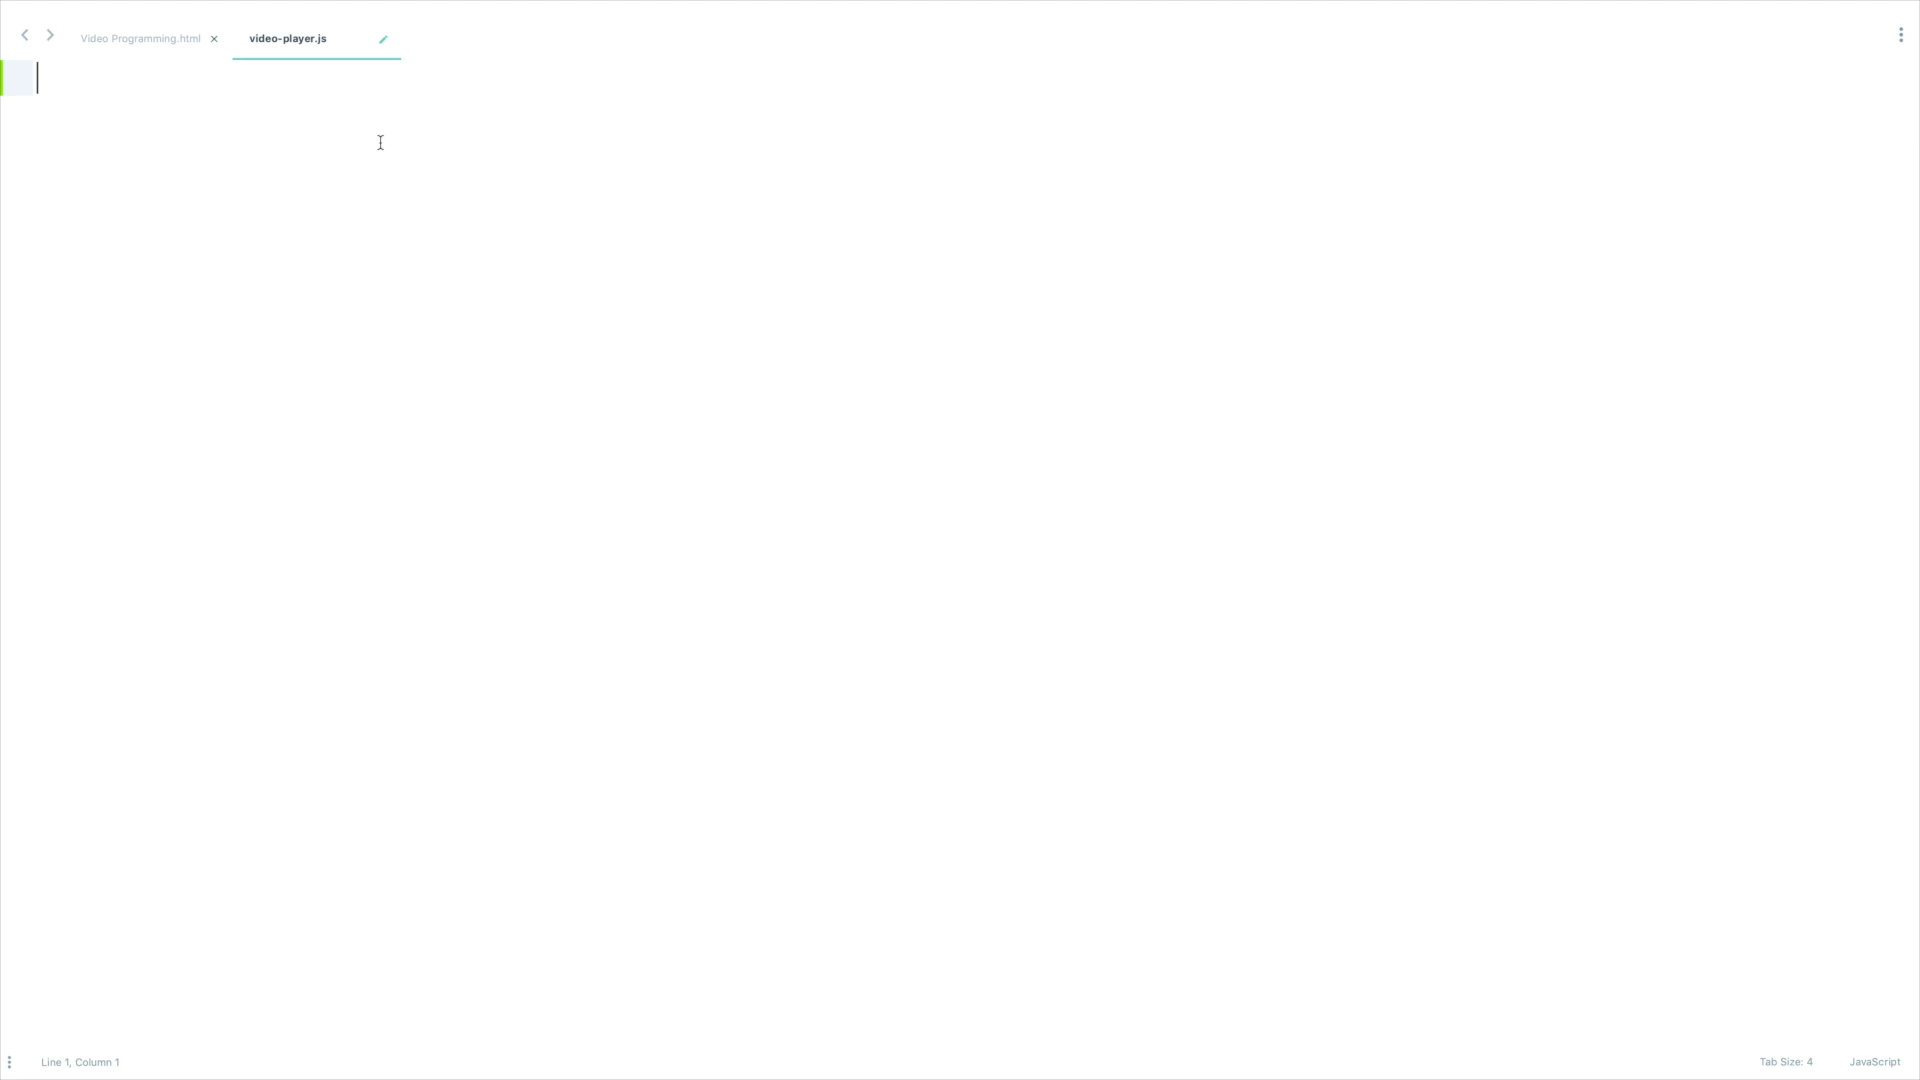 Video Programming.html
video-player.js
Line 1, Column 1
Tab Size: 4
JavaScript